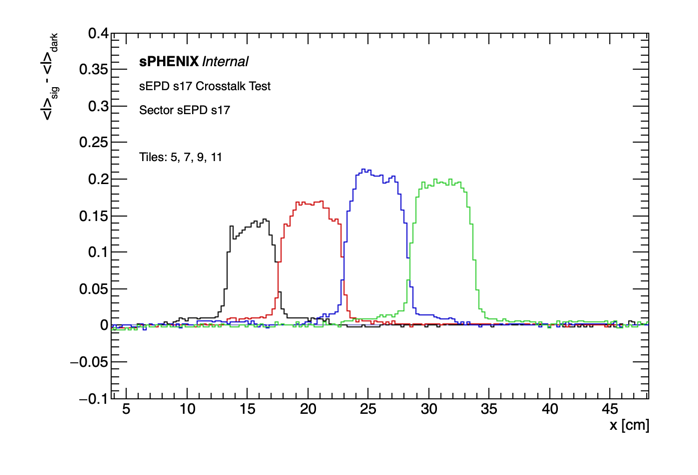 <I>sig - <I>dark
0.4
0.35
0.3
0.25
0.2
0.15
0.1
0.05
0
−0.05
−0.1
sPHENIX Internal
sEPD s17 Crosstalk Test
Sector sEPD s17
Tiles: 5, 7, 9, 11
5 10 15 20 25 30 35 40 45
x [cm]